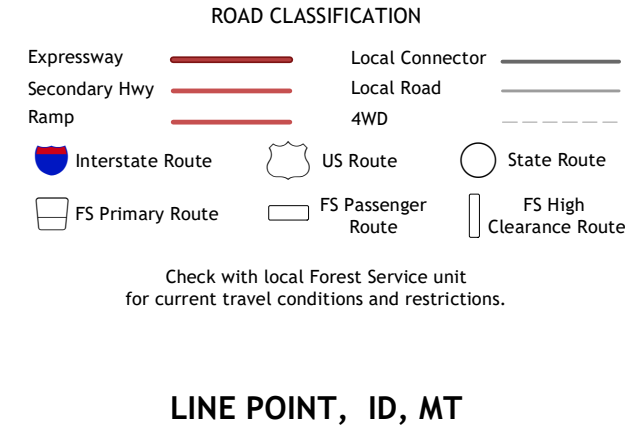 ROAD CLASSIFICATION
Expressway
Local Connector
Secondary Hwy
Local Road
Ramp
4WD
Interstate Route
US Route
State Route
FS Primary Route
FS Passenger
Route
FS High
Clearance Route
Check with local Forest Service unit
for current travel conditions and restrictions.
LINE POINT, ID, MT